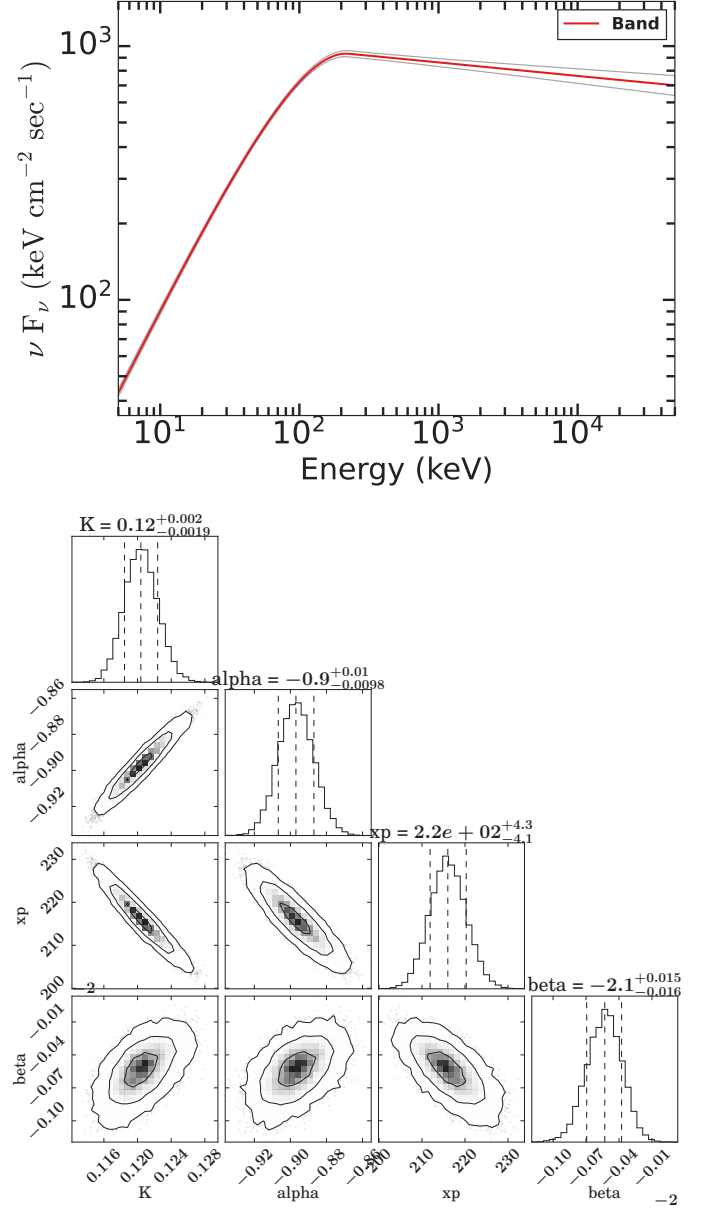 10³
Band
10²
ν Fν (keV cm⁻² sec⁻¹)
10¹ 10² 10³ 10⁴
Energy (keV)
K = 0.12+0.002 −0.0019
alpha = −0.9+0.01 −0.0098
−0.86
−0.88
−0.90
−0.92
alpha
xp = 2.2e + 02+4.3 −4.1
230
220
210
200
xp
beta = −2.1+0.015 −0.016
−2
−0.01
−0.04
−0.07
−0.10
beta
0.116 0.120 0.124 0.128
−0.92 −0.90 −0.88 −0.86
200 210 220 230
−0.10 −0.07 −0.04 −0.01
K alpha xp beta
−2